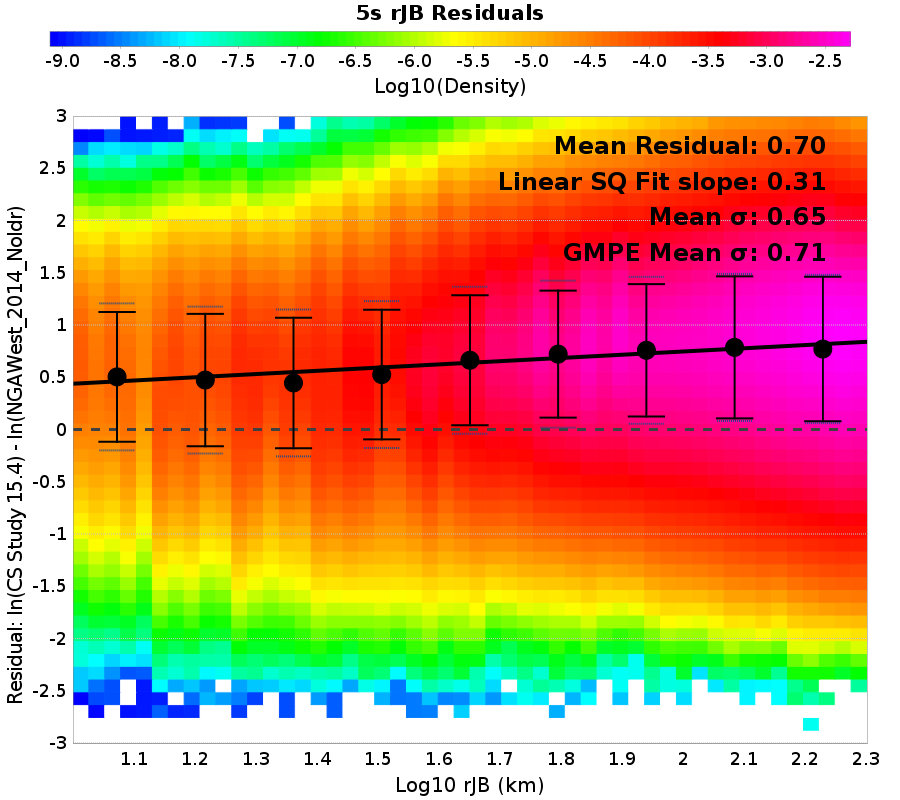 5s rJB Residuals
-9.0 -8.5 -8.0 -7.5 -7.0 -6.5 -6.0 -5.5 -5.0 -4.5 -4.0 -3.5 -3.0 -2.5
Log10(Density)
Mean Residual: 0.70
Linear SQ Fit slope: 0.31
Mean σ: 0.65
GMPE Mean σ: 0.71
Residual: ln(CS Study 15.4) - ln(NGAWest_2014_NoIdr)
3
2.5
2
1.5
1
0.5
0
-0.5
-1
-1.5
-2
-2.5
-3
1.1 1.2 1.3 1.4 1.5 1.6 1.7 1.8 1.9 2 2.1 2.2 2.3
Log10 rJB (km)